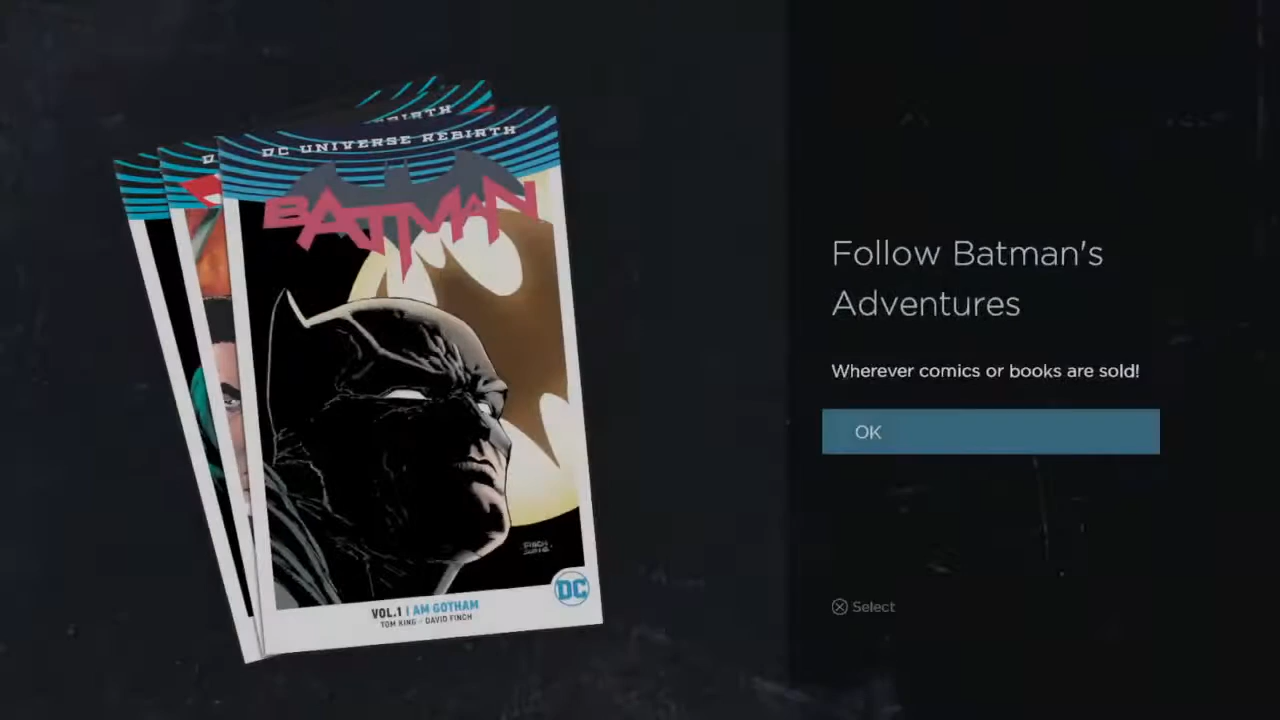 BIRTH
D
DC UNIVERSE REBIRTH
BATMAN
VOL.1 | I AM GOTHAM
TOM KING - DAVID FINCH
DC
Follow Batman's
Adventures
Wherever comics or books are sold!
OK
Select